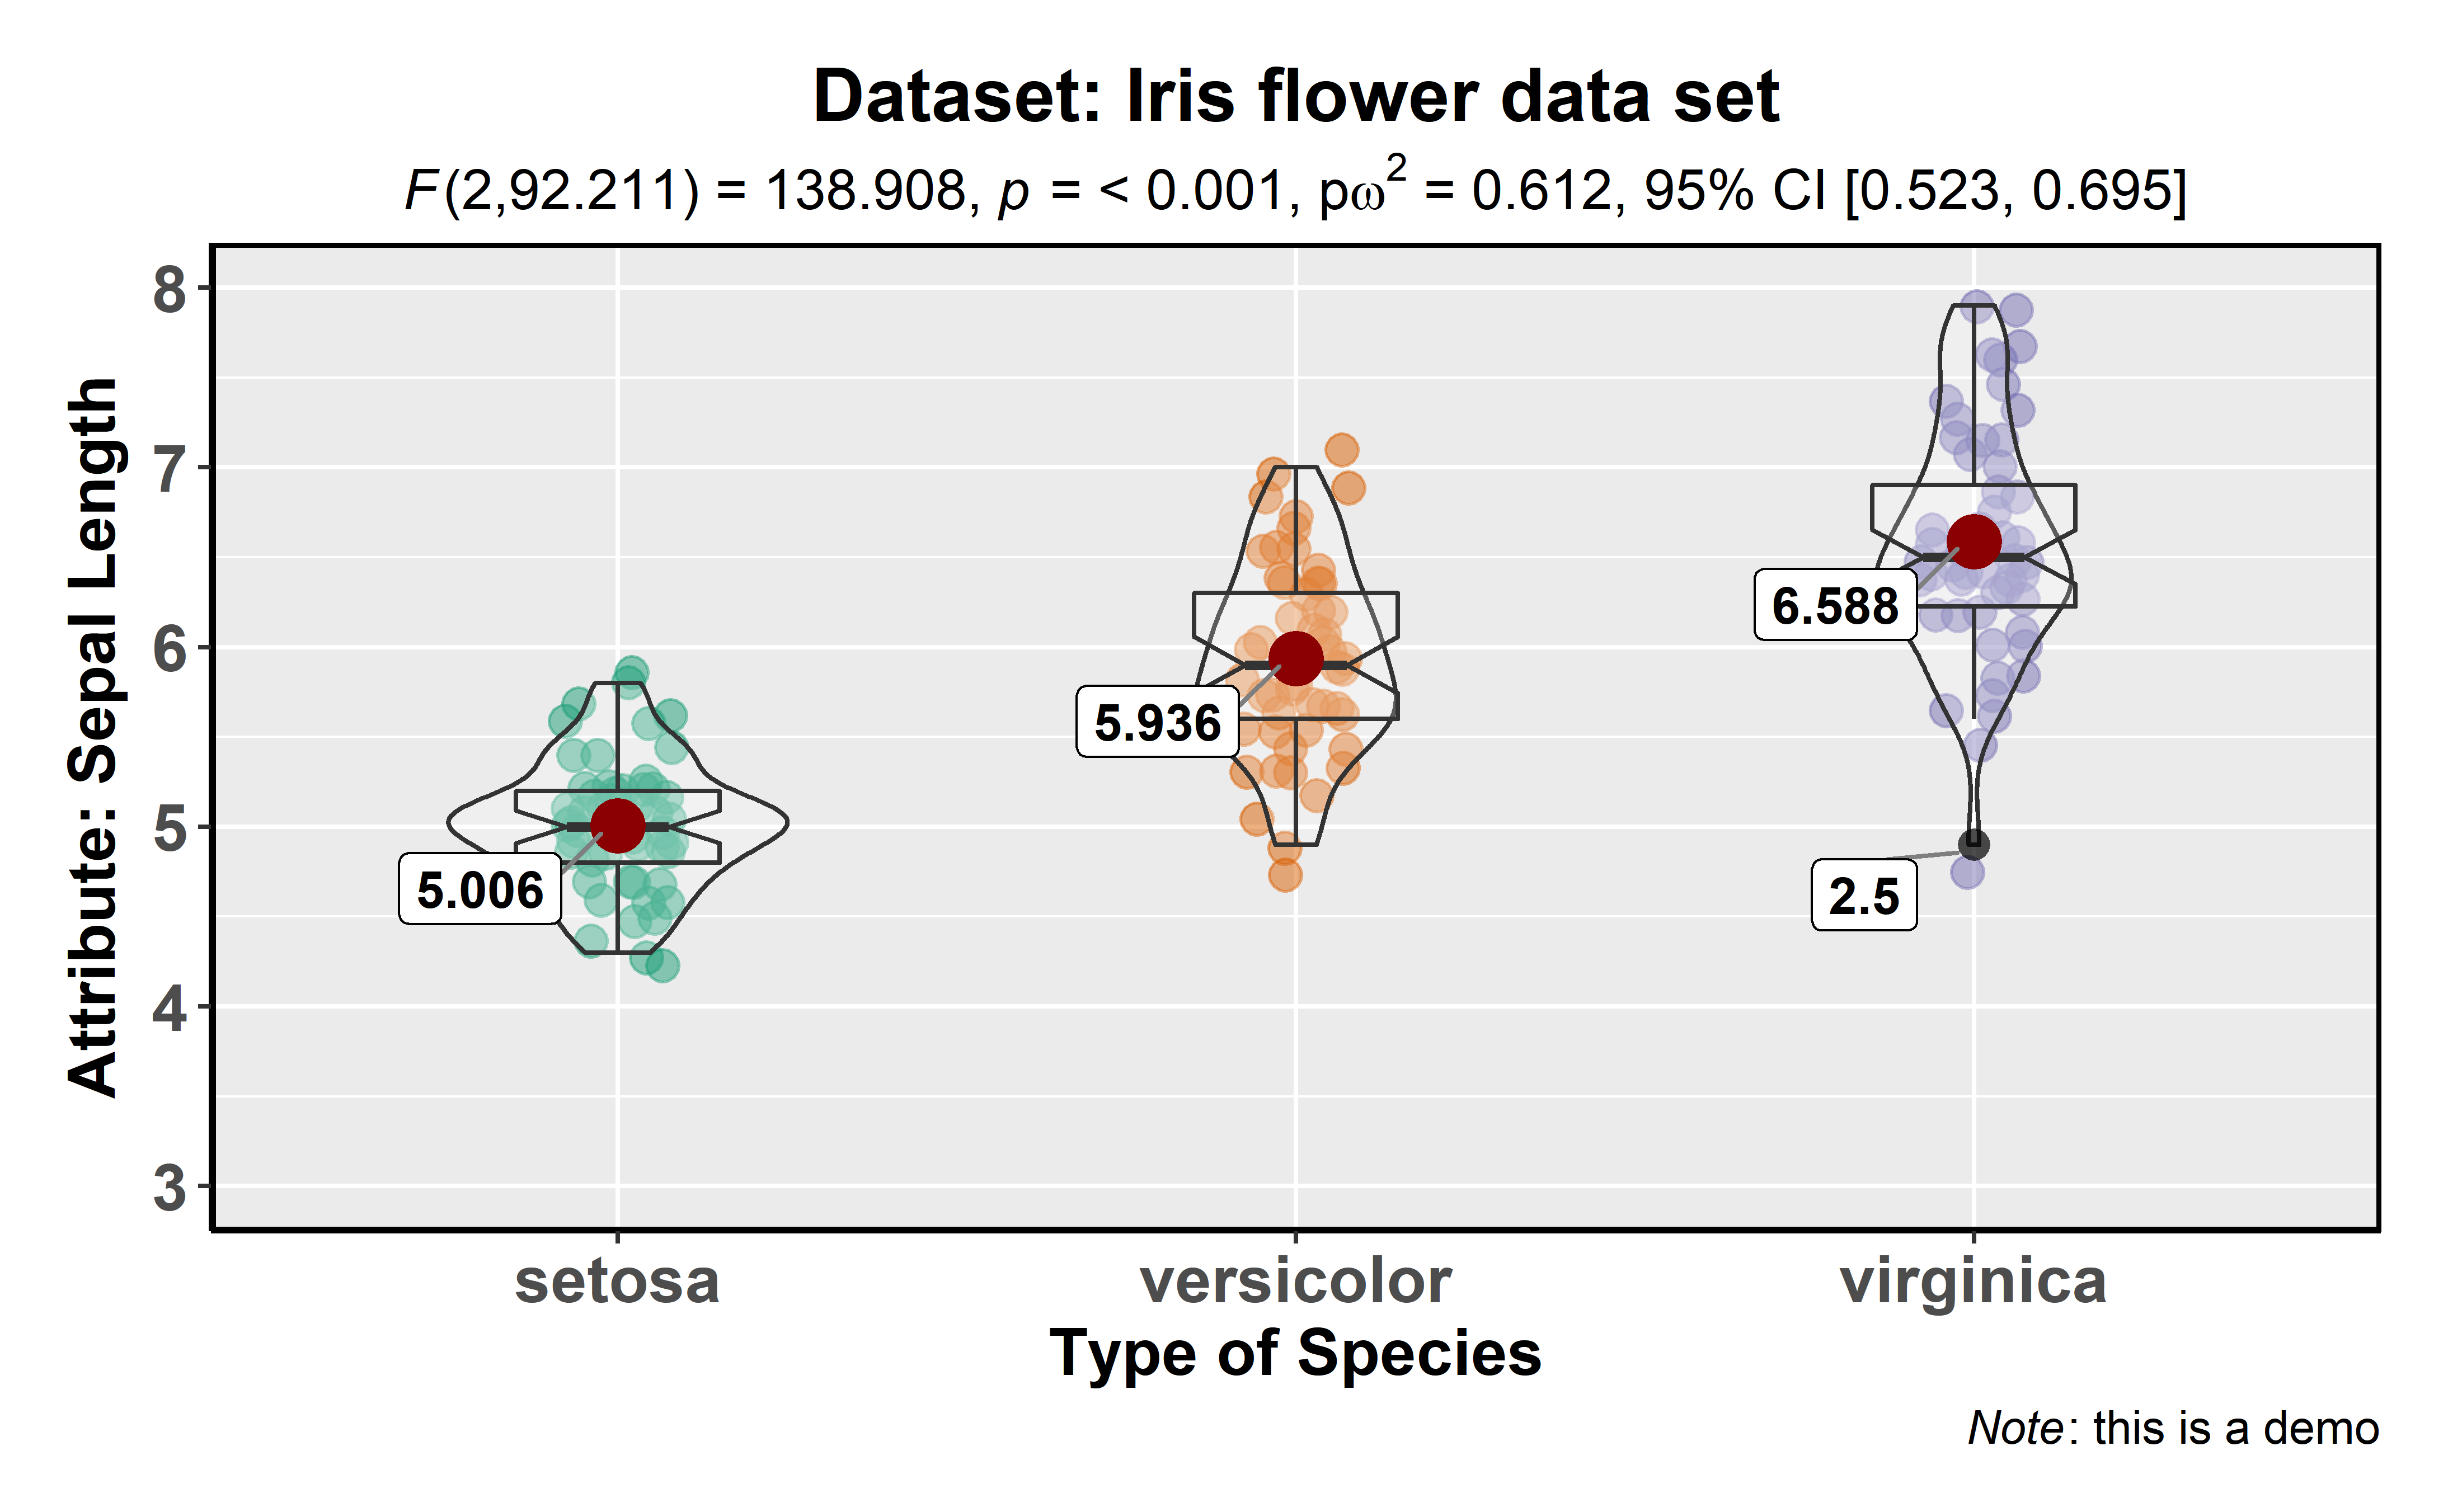 Dataset: Iris flower data set
F(2,92.211) = 138.908, p = < 0.001, pω² = 0.612, 95% CI [0.523, 0.695]
Attribute: Sepal Length
8
7
6
5
4
3
5.006
5.936
6.588
2.5
setosa versicolor virginica
Type of Species
Note: this is a demo